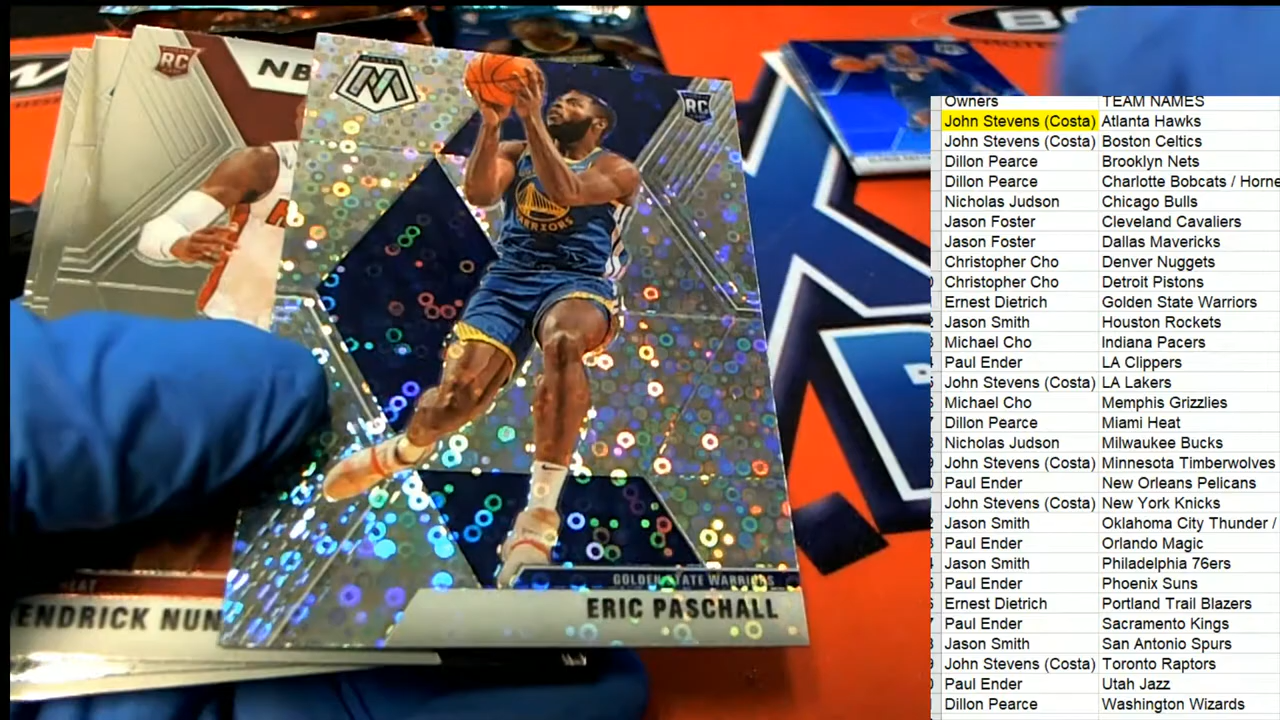 RC
NB
MOSAIC
RC
WARRIORS
GOLDEN STATE WARRIORS
ERIC PASCHALL
HEAT
ENDRICK NUN
Owners TEAM NAMES
John Stevens (Costa) Atlanta Hawks
John Stevens (Costa) Boston Celtics
Dillon Pearce Brooklyn Nets
Dillon Pearce Charlotte Bobcats / Horne
Nicholas Judson Chicago Bulls
Jason Foster Cleveland Cavaliers
Jason Foster Dallas Mavericks
Christopher Cho Denver Nuggets
Christopher Cho Detroit Pistons
Ernest Dietrich Golden State Warriors
Jason Smith Houston Rockets
Michael Cho Indiana Pacers
Paul Ender LA Clippers
John Stevens (Costa) LA Lakers
Michael Cho Memphis Grizzlies
Dillon Pearce Miami Heat
Nicholas Judson Milwaukee Bucks
John Stevens (Costa) Minnesota Timberwolves
Paul Ender New Orleans Pelicans
John Stevens (Costa) New York Knicks
Jason Smith Oklahoma City Thunder /
Paul Ender Orlando Magic
Jason Smith Philadelphia 76ers
Paul Ender Phoenix Suns
Ernest Dietrich Portland Trail Blazers
Paul Ender Sacramento Kings
Jason Smith San Antonio Spurs
John Stevens (Costa) Toronto Raptors
Paul Ender Utah Jazz
Dillon Pearce Washington Wizards